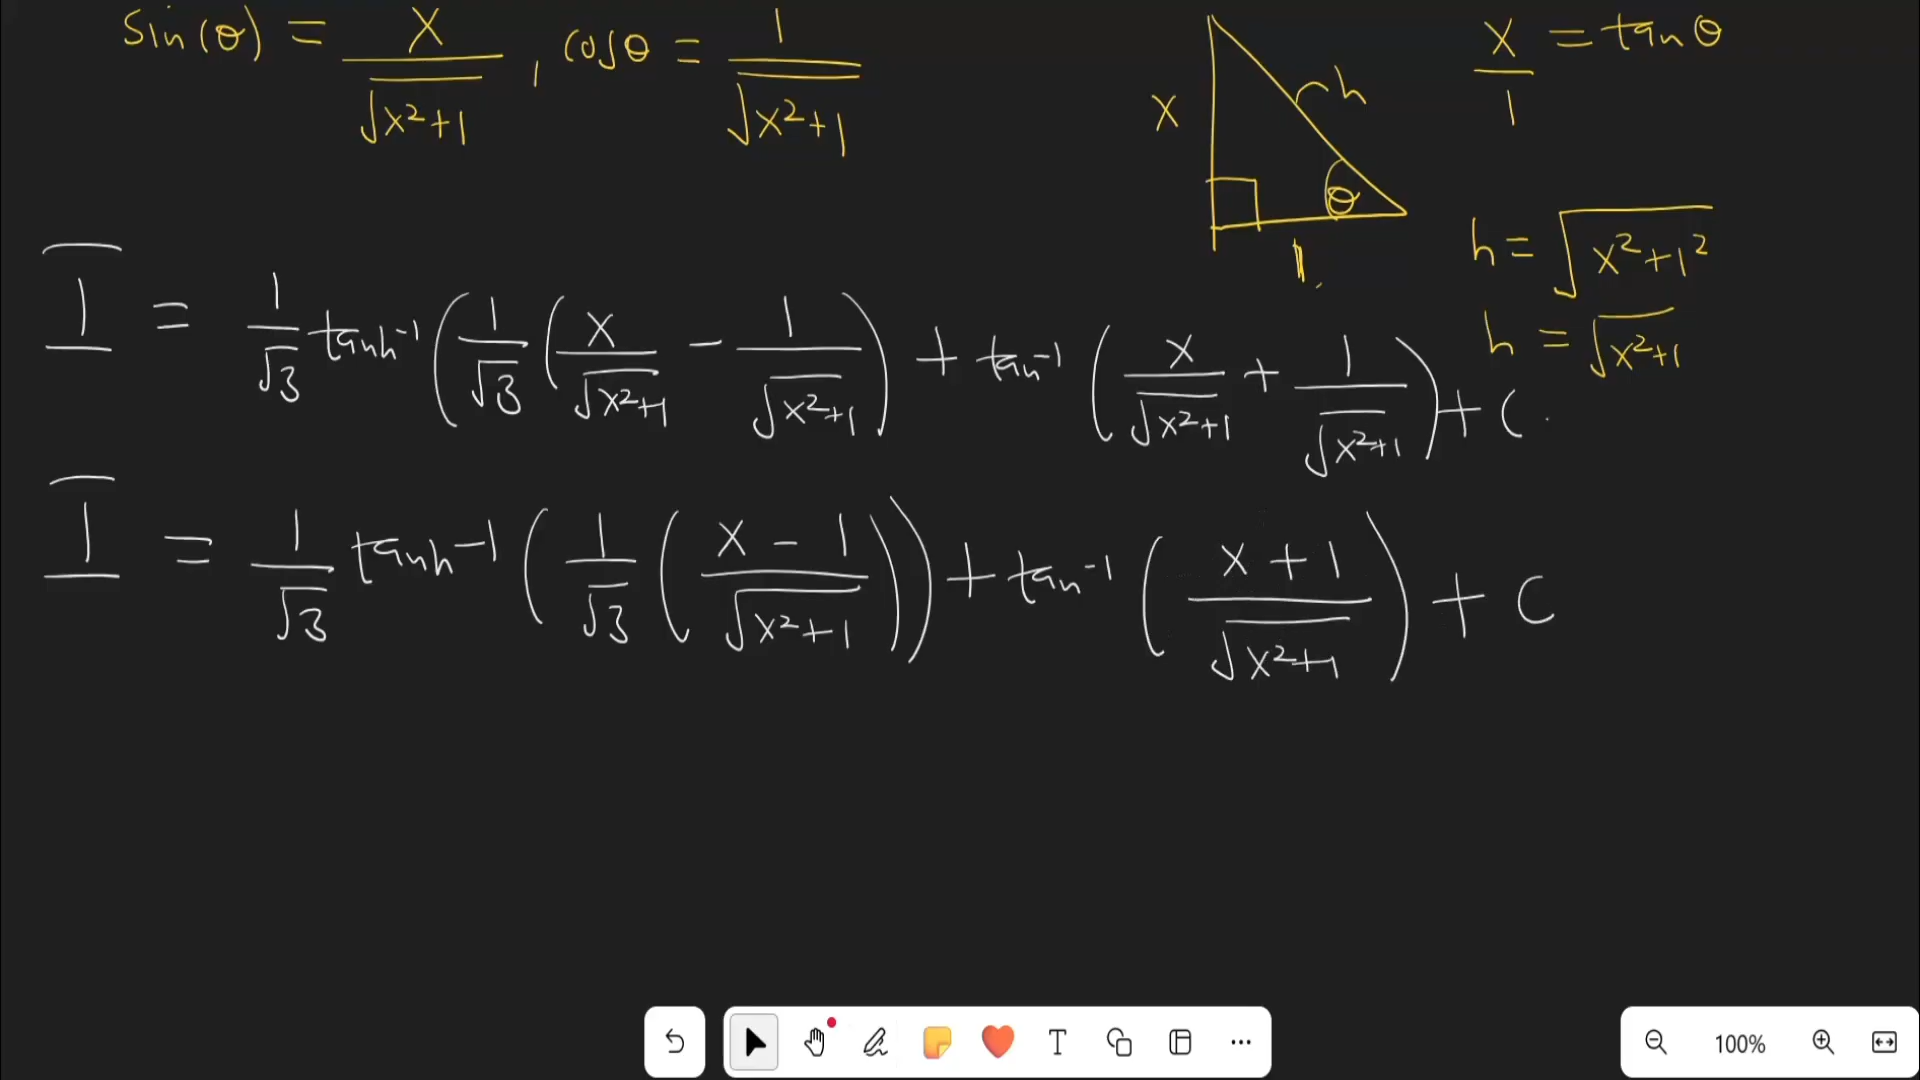 sin(θ) = x/√(x²+1) , cosθ = 1/√(x²+1)
x h θ 1
x/1 = tanθ
h = √(x²+1²)
h = √(x²+1)
I = 1/√3 tanh⁻¹(1/√3 (x/√(x²+1) − 1/√(x²+1)) + tan⁻¹(x/√(x²+1) + 1/√(x²+1)) + C.
I = 1/√3 tanh−1(1/√3 ((x − 1)/√(x²+1))) + tan⁻¹((x + 1)/√(x²+1)) + C
T
100%